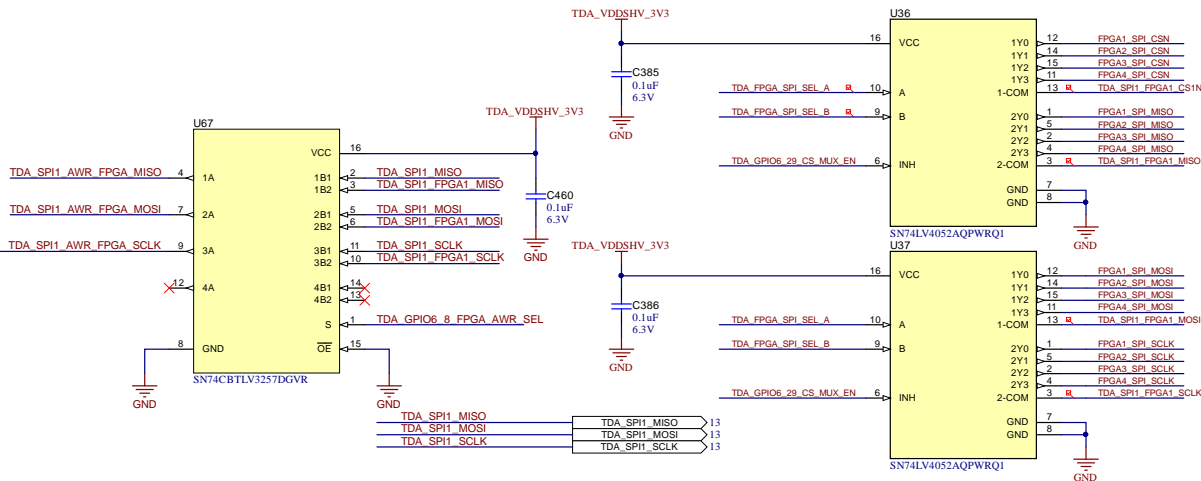 U67
VCC 16
TDA_SPI1_AWR_FPGA_MISO 4 1A
1B1 2 TDA_SPI1_MISO
1B2 3 TDA_SPI1_FPGA1_MISO
TDA_SPI1_AWR_FPGA_MOSI 7 2A
2B1 5 TDA_SPI1_MOSI
2B2 6 TDA_SPI1_FPGA1_MOSI
TDA_SPI1_AWR_FPGA_SCLK 9 3A
3B1 11 TDA_SPI1_SCLK
3B2 10 TDA_SPI1_FPGA1_SCLK
12 4A
4B1 14
4B2 13
S 1 TDA_GPIO6_8_FPGA_AWR_SEL
8 GND
OE 15
SN74CBTLV3257DGVR
GND
GND
TDA_VDDSHV_3V3
C460
0.1uF
6.3V
GND
TDA_SPI1_MISO TDA_SPI1_MISO 13
TDA_SPI1_MOSI TDA_SPI1_MOSI 13
TDA_SPI1_SCLK TDA_SPI1_SCLK 13
TDA_VDDSHV_3V3
C385
0.1uF
6.3V
GND
U36
16 VCC
1Y0 12 FPGA1_SPI_CSN
1Y1 14 FPGA2_SPI_CSN
1Y2 15 FPGA3_SPI_CSN
1Y3 11 FPGA4_SPI_CSN
TDA_FPGA_SPI_SEL_A 10 A
1-COM 13 TDA_SPI1_FPGA1_CS1N
TDA_FPGA_SPI_SEL_B 9 B
2Y0 1 FPGA1_SPI_MISO
2Y1 5 FPGA2_SPI_MISO
2Y2 2 FPGA3_SPI_MISO
2Y3 4 FPGA4_SPI_MISO
TDA_GPIO6_29_CS_MUX_EN 6 INH
2-COM 3 TDA_SPI1_FPGA1_MISO
GND 7
GND 8
SN74LV4052AQPWRQ1
GND
TDA_VDDSHV_3V3
C386
0.1uF
6.3V
GND
U37
16 VCC
1Y0 12 FPGA1_SPI_MOSI
1Y1 14 FPGA2_SPI_MOSI
1Y2 15 FPGA3_SPI_MOSI
1Y3 11 FPGA4_SPI_MOSI
TDA_FPGA_SPI_SEL_A 10 A
1-COM 13 TDA_SPI1_FPGA1_MOSI
TDA_FPGA_SPI_SEL_B 9 B
2Y0 1 FPGA1_SPI_SCLK
2Y1 5 FPGA2_SPI_SCLK
2Y2 2 FPGA3_SPI_SCLK
2Y3 4 FPGA4_SPI_SCLK
TDA_GPIO6_29_CS_MUX_EN 6 INH
2-COM 3 TDA_SPI1_FPGA1_SCLK
GND 7
GND 8
SN74LV4052AQPWRQ1
GND